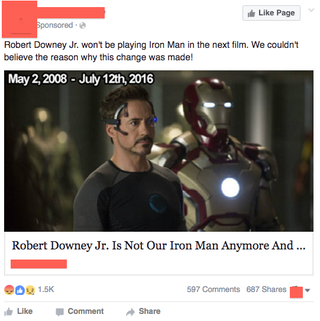 Like Page
Sponsored ·
Robert Downey Jr. won't be playing Iron Man in the next film. We couldn't
believe the reason why this change was made!
May 2, 2008 - July 12th, 2016
Robert Downey Jr. Is Not Our Iron Man Anymore And ...
1.5K
597 Comments 687 Shares
Like Comment Share